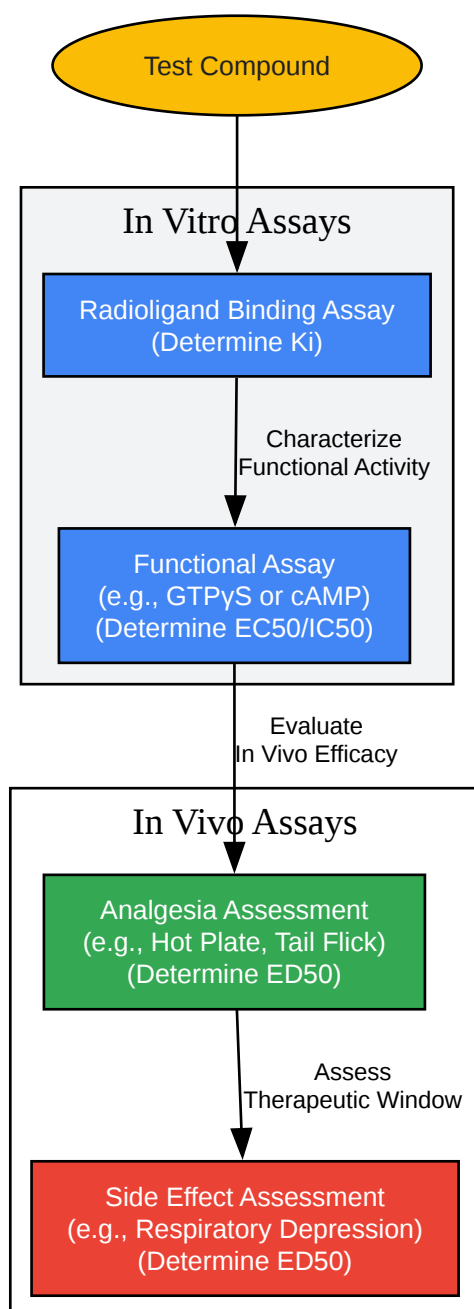 Test Compound
In Vitro Assays
Radioligand Binding Assay
(Determine Ki)
Characterize
Functional Activity
Functional Assay
(e.g., GTPγS or cAMP)
(Determine EC50/IC50)
Evaluate
In Vivo Efficacy
In Vivo Assays
Analgesia Assessment
(e.g., Hot Plate, Tail Flick)
(Determine ED50)
Assess
Therapeutic Window
Side Effect Assessment
(e.g., Respiratory Depression)
(Determine ED50)